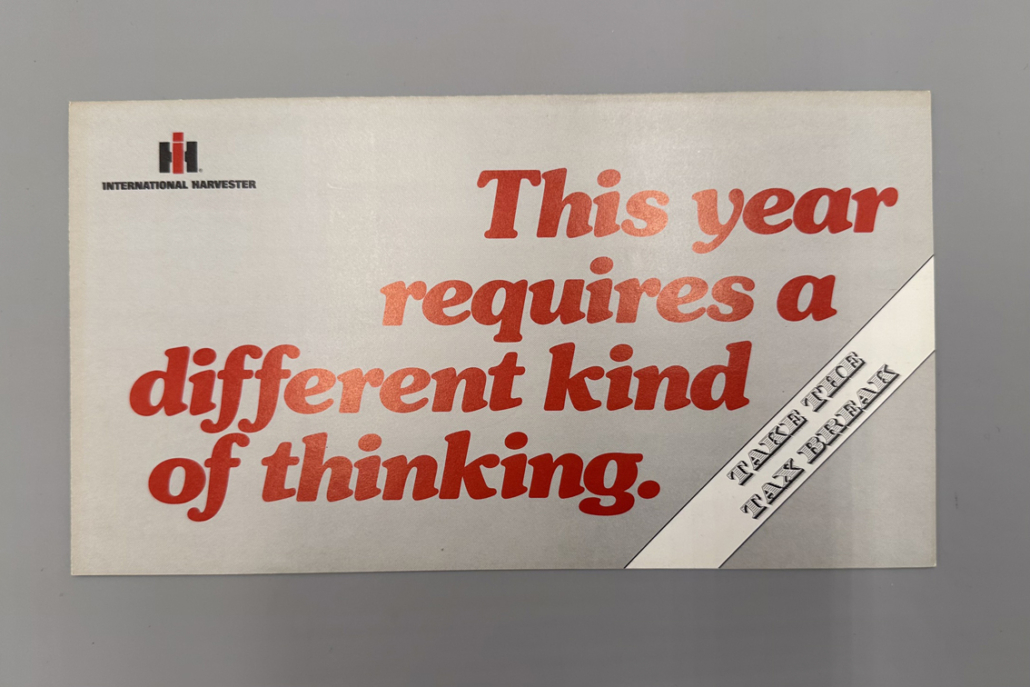 IH
INTERNATIONAL HARVESTER
This year
requires a
different kind
of thinking.
TAKE THE
TAX BREAK